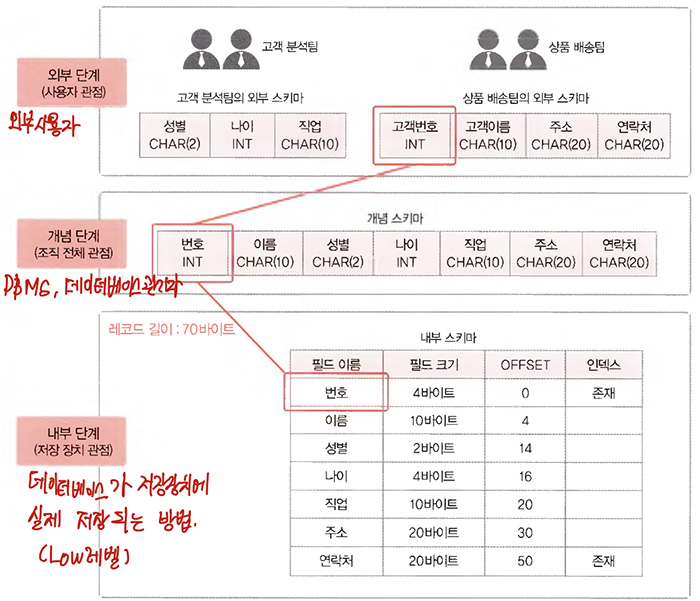 고객 분석팀
상품 배송팀
외부 단계
(사용자 관점)
외부사용자
고객 분석팀의 외부 스키마
상품 배송팀의 외부 스키마
성별 나이 직업
CHAR(2) INT CHAR(10)
고객번호 고객이름 주소 연락처
INT CHAR(10) CHAR(20) CHAR(20)
개념 단계
(조직 전체 관점)
DBMS, 데이터베이스관리자
개념 스키마
번호 이름 성별 나이 직업 주소 연락처
INT CHAR(10) CHAR(2) INT CHAR(10) CHAR(20) CHAR(20)
레코드 길이 : 70바이트
내부 스키마
내부 단계
(저장 장치 관점)
데이터베이스가 저장장치에
실제 저장되는 방법.
(Low레벨)
필드 이름 필드 크기 OFFSET 인덱스
번호 4바이트 0 존재
이름 10바이트 4
성별 2바이트 14
나이 4바이트 16
직업 10바이트 20
주소 20바이트 30
연락처 20바이트 50 존재